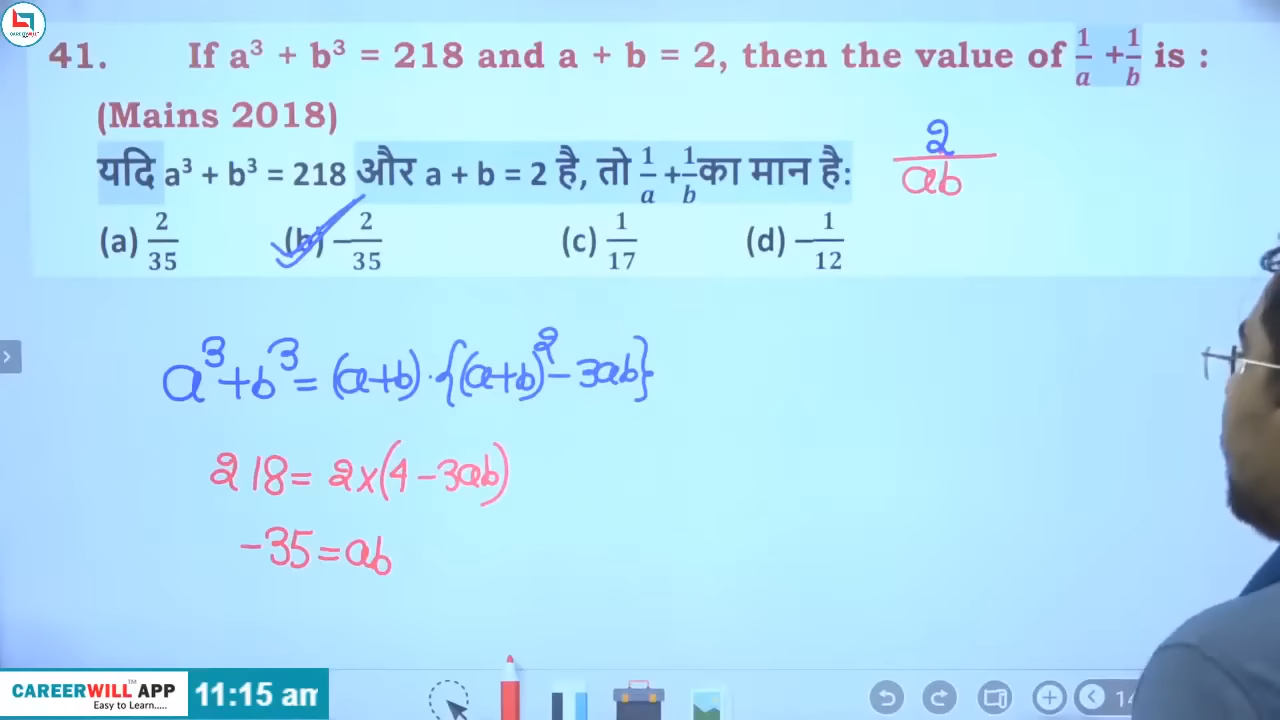 CAREERWILL
41. If a³ + b³ = 218 and a + b = 2, then the value of 1/a + 1/b is :
(Mains 2018)
यदि a³ + b³ = 218 और a + b = 2 है, तो 1/a + 1/b का मान है:
2/ab
(a) 2/35 (b) –2/35 (c) 1/17 (d) –1/12
a³+b³ = (a+b)·{(a+b)²-3ab}
218 = 2×(4-3ab)
-35 = ab
CAREERWILL™ APP
Easy to Learn.....
11:15 am